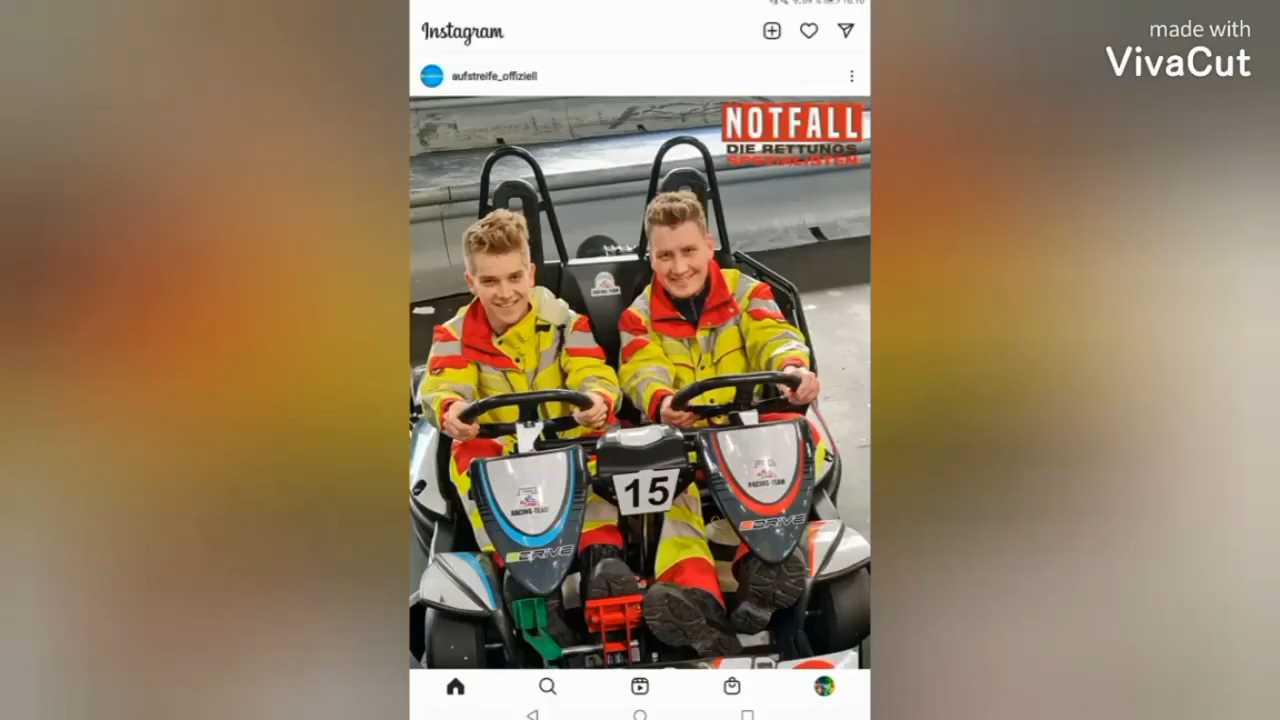 made with
VivaCut
Instagram
aufstreife_offiziell
NOTFALL
DIE RETTUNGS
SPEZIALISTEN
RACING-TEAM
RACING-TEAM
15
DRIVE
DRIVE